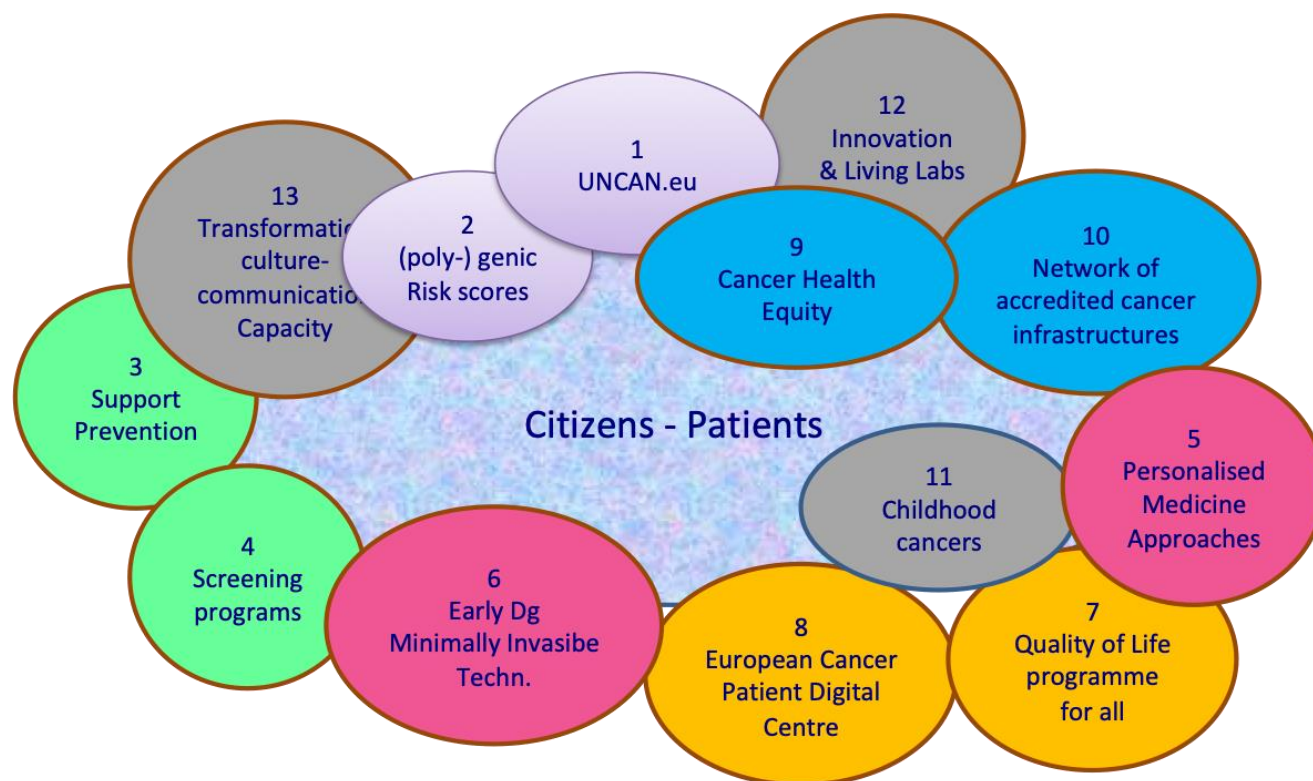 12
Innovation
& Living Labs
1
UNCAN.eu
13
Transformation
culture-
communication
Capacity
2
(poly-) genic
Risk scores
9
Cancer Health
Equity
10
Network of
accredited cancer
infrastructures
3
Support
Prevention
Citizens - Patients
5
Personalised
Medicine
Approaches
11
Childhood
cancers
4
Screening
programs
6
Early Dg
Minimally Invasibe
Techn.
8
European Cancer
Patient Digital
Centre
7
Quality of Life
programme
for all